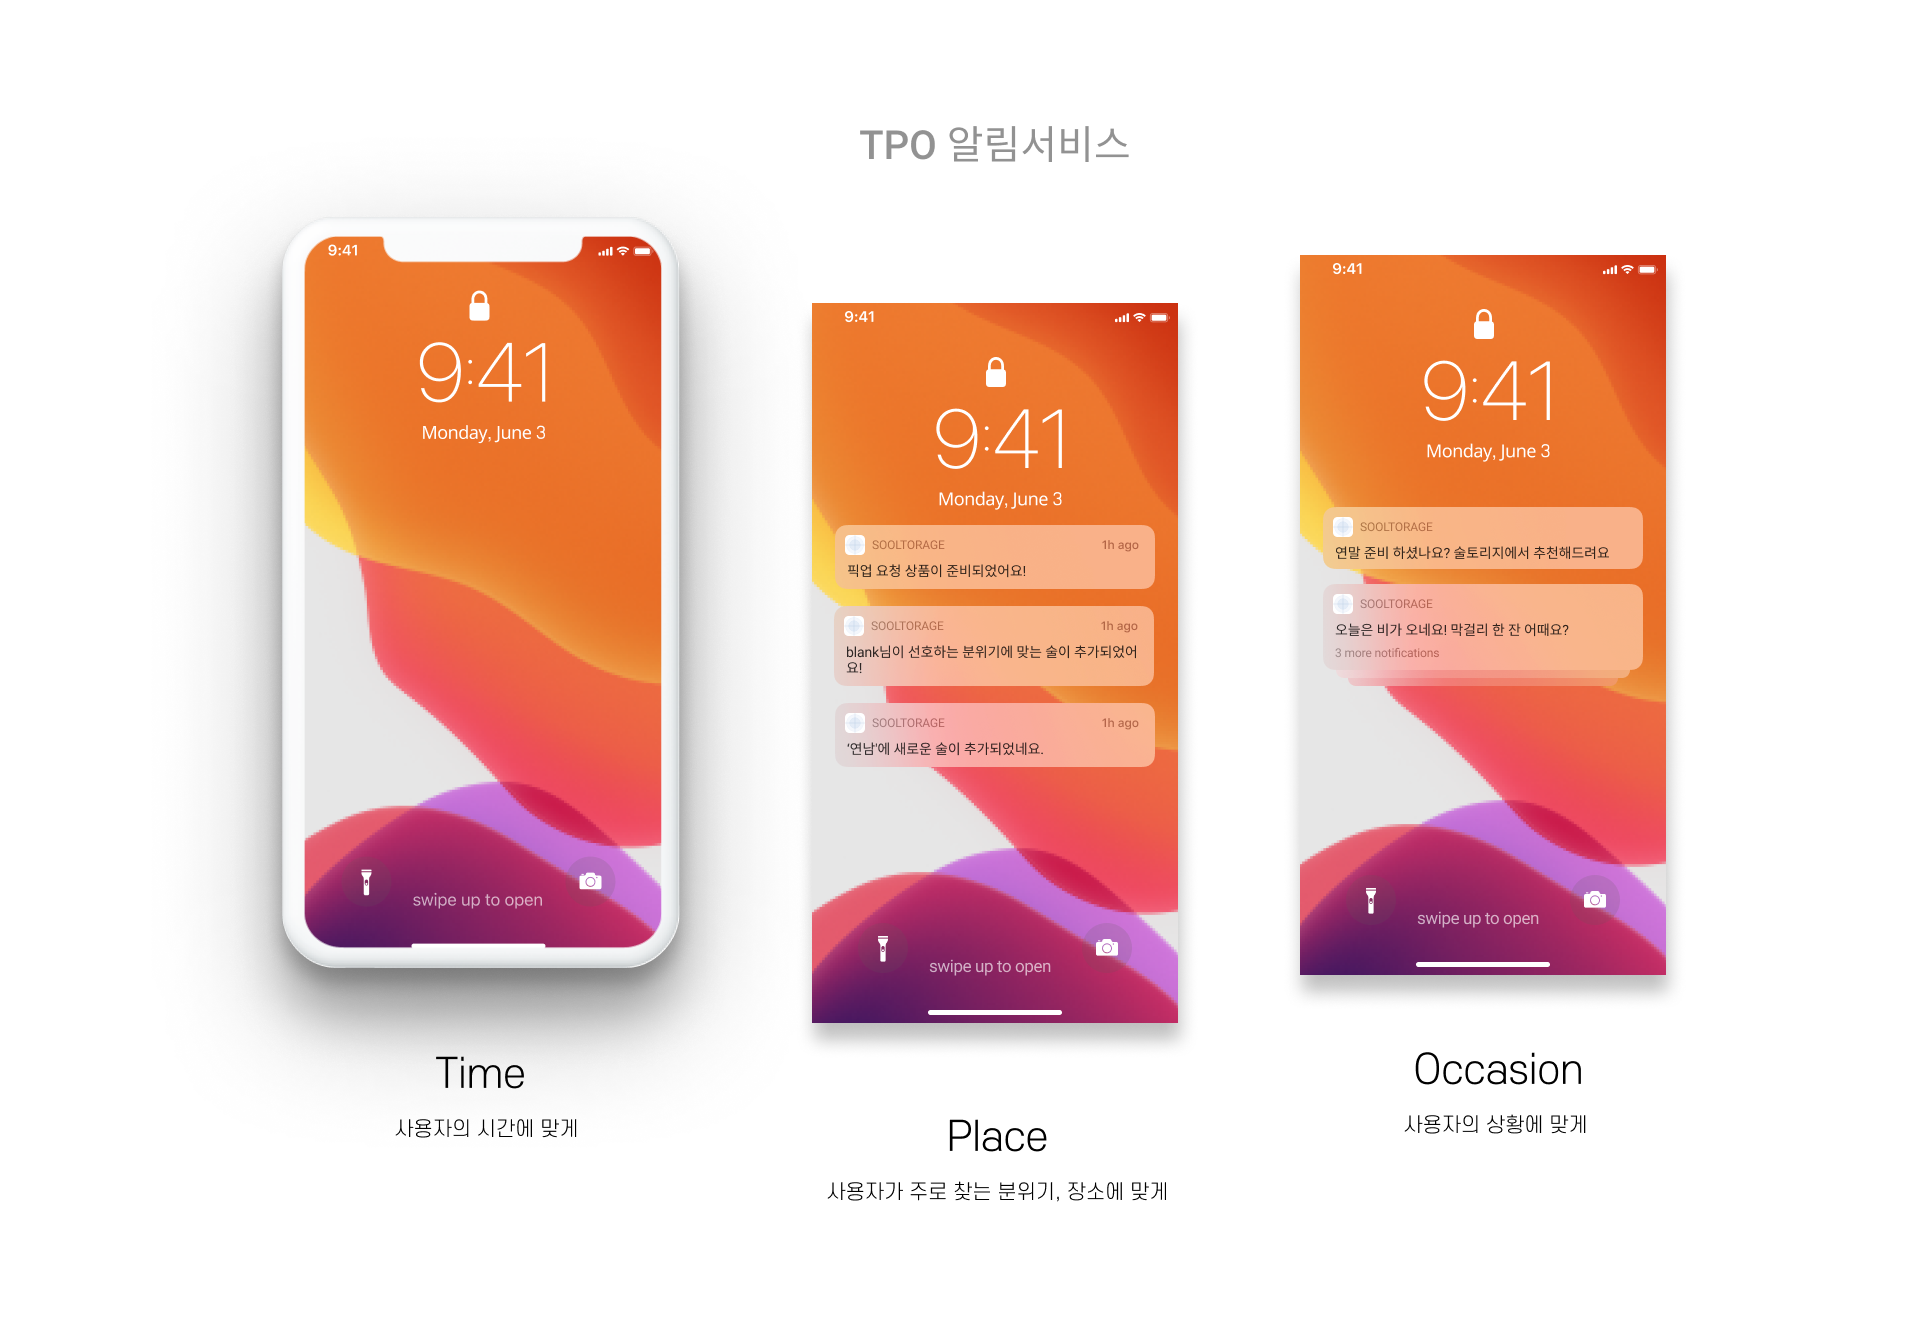 TPO 알림서비스
9:41
9:41
Monday, June 3
swipe up to open
Time
사용자의 시간에 맞게
9:41
9:41
Monday, June 3
SOOLTORAGE 1h ago
픽업 요청 상품이 준비되었어요!
SOOLTORAGE 1h ago
blank님이 선호하는 분위기에 맞는 술이 추가되었어
요!
SOOLTORAGE 1h ago
'연남'에 새로운 술이 추가되었네요.
swipe up to open
Place
사용자가 주로 찾는 분위기, 장소에 맞게
9:41
9:41
Monday, June 3
SOOLTORAGE
연말 준비 하셨나요? 술토리지에서 추천해드려요
SOOLTORAGE
오늘은 비가 오네요! 막걸리 한 잔 어때요?
3 more notifications
swipe up to open
Occasion
사용자의 상황에 맞게